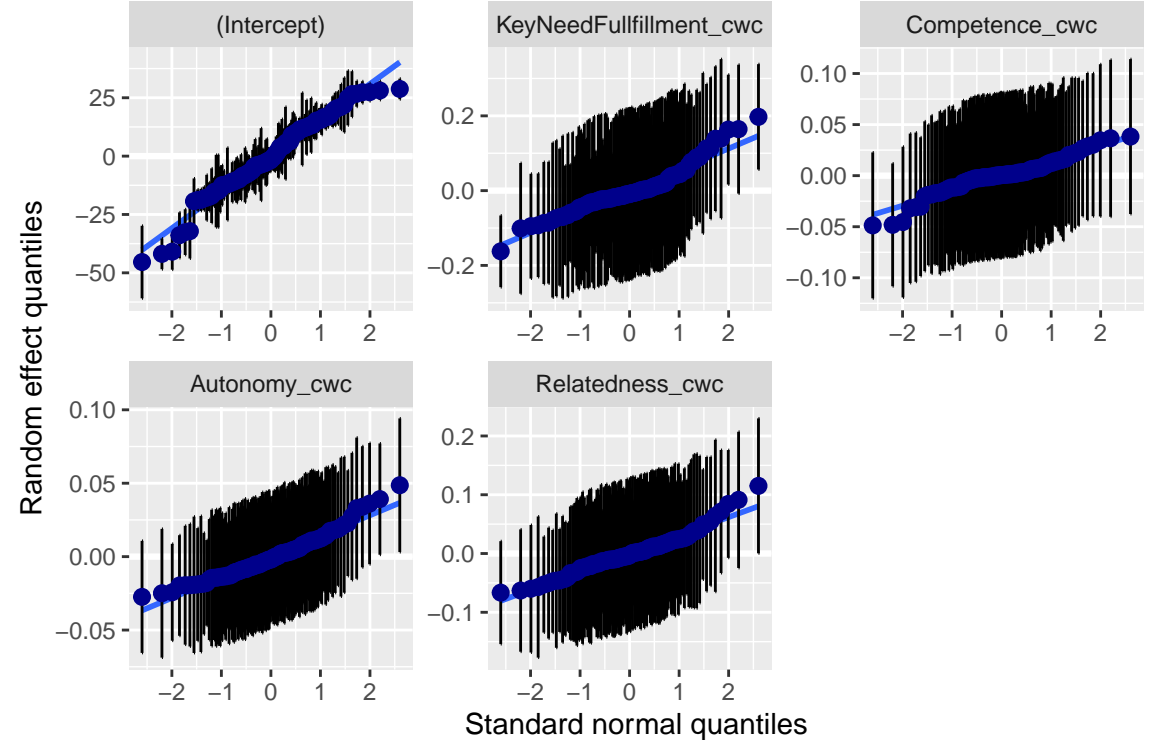 (Intercept)
KeyNeedFullfillment_cwc
Competence_cwc
25
0
−25
−50
0.2
0.0
−0.2
0.10
0.05
0.00
−0.05
−0.10
−2 −1 0 1 2
−2 −1 0 1 2
−2 −1 0 1 2
Random effect quantiles
Autonomy_cwc
Relatedness_cwc
0.10
0.05
0.00
−0.05
0.2
0.1
0.0
−0.1
−2 −1 0 1 2
−2 −1 0 1 2
Standard normal quantiles